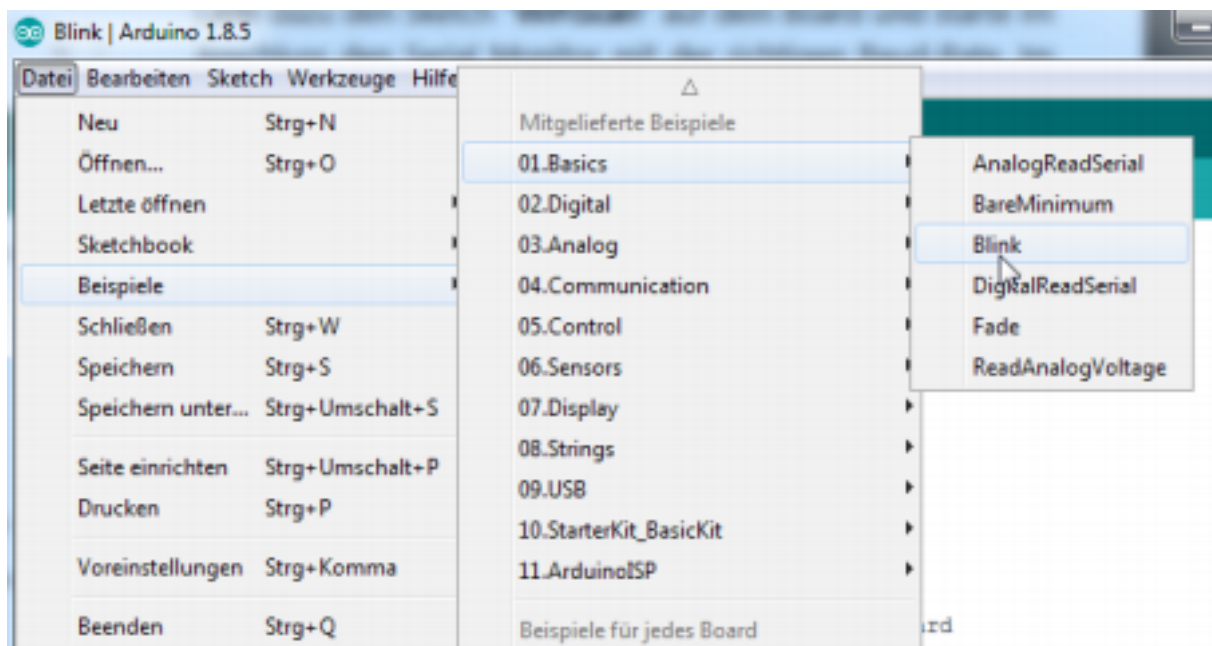 Blink | Arduino 1.8.5
Datei Bearbeiten Sketch Werkzeuge Hilfe
Neu Strg+N
Öffnen... Strg+O
Letzte öffnen
Sketchbook
Beispiele
Schließen Strg+W
Speichern Strg+S
Speichern unter... Strg+Umschalt+S
Seite einrichten Strg+Umschalt+P
Drucken Strg+P
Voreinstellungen Strg+Komma
Beenden Strg+Q
Mitgelieferte Beispiele
01.Basics
02.Digital
03.Analog
04.Communication
05.Control
06.Sensors
07.Display
08.Strings
09.USB
10.StarterKit_BasicKit
11.ArduinoISP
Beispiele für jedes Board
AnalogReadSerial
BareMinimum
Blink
DigitalReadSerial
Fade
ReadAnalogVoltage